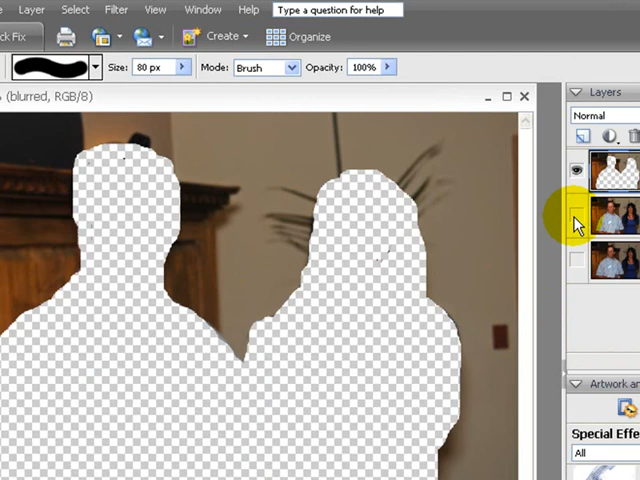 Layer Select Filter View Window Help Type a question for help
ck Fix Create Organize
Size: 80 px Mode: Brush Opacity: 100%
(blurred, RGB/8) Layers
Normal
Artwork an
Special Effe
All